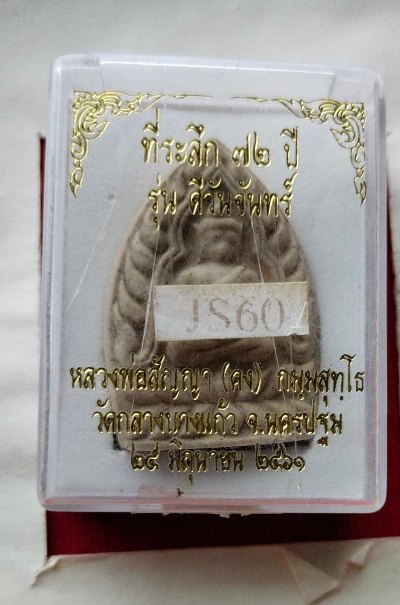 ที่ระลึก ๗๒ ปี
รุ่น ดีวันจันทร์
JS60
หลวงพ่อสัญญา (คง) กมฺมสุทฺโธ
วัดกลางบางแก้ว จ.นครปฐม
๒๕ มิถุนายน ๒๕๖๑